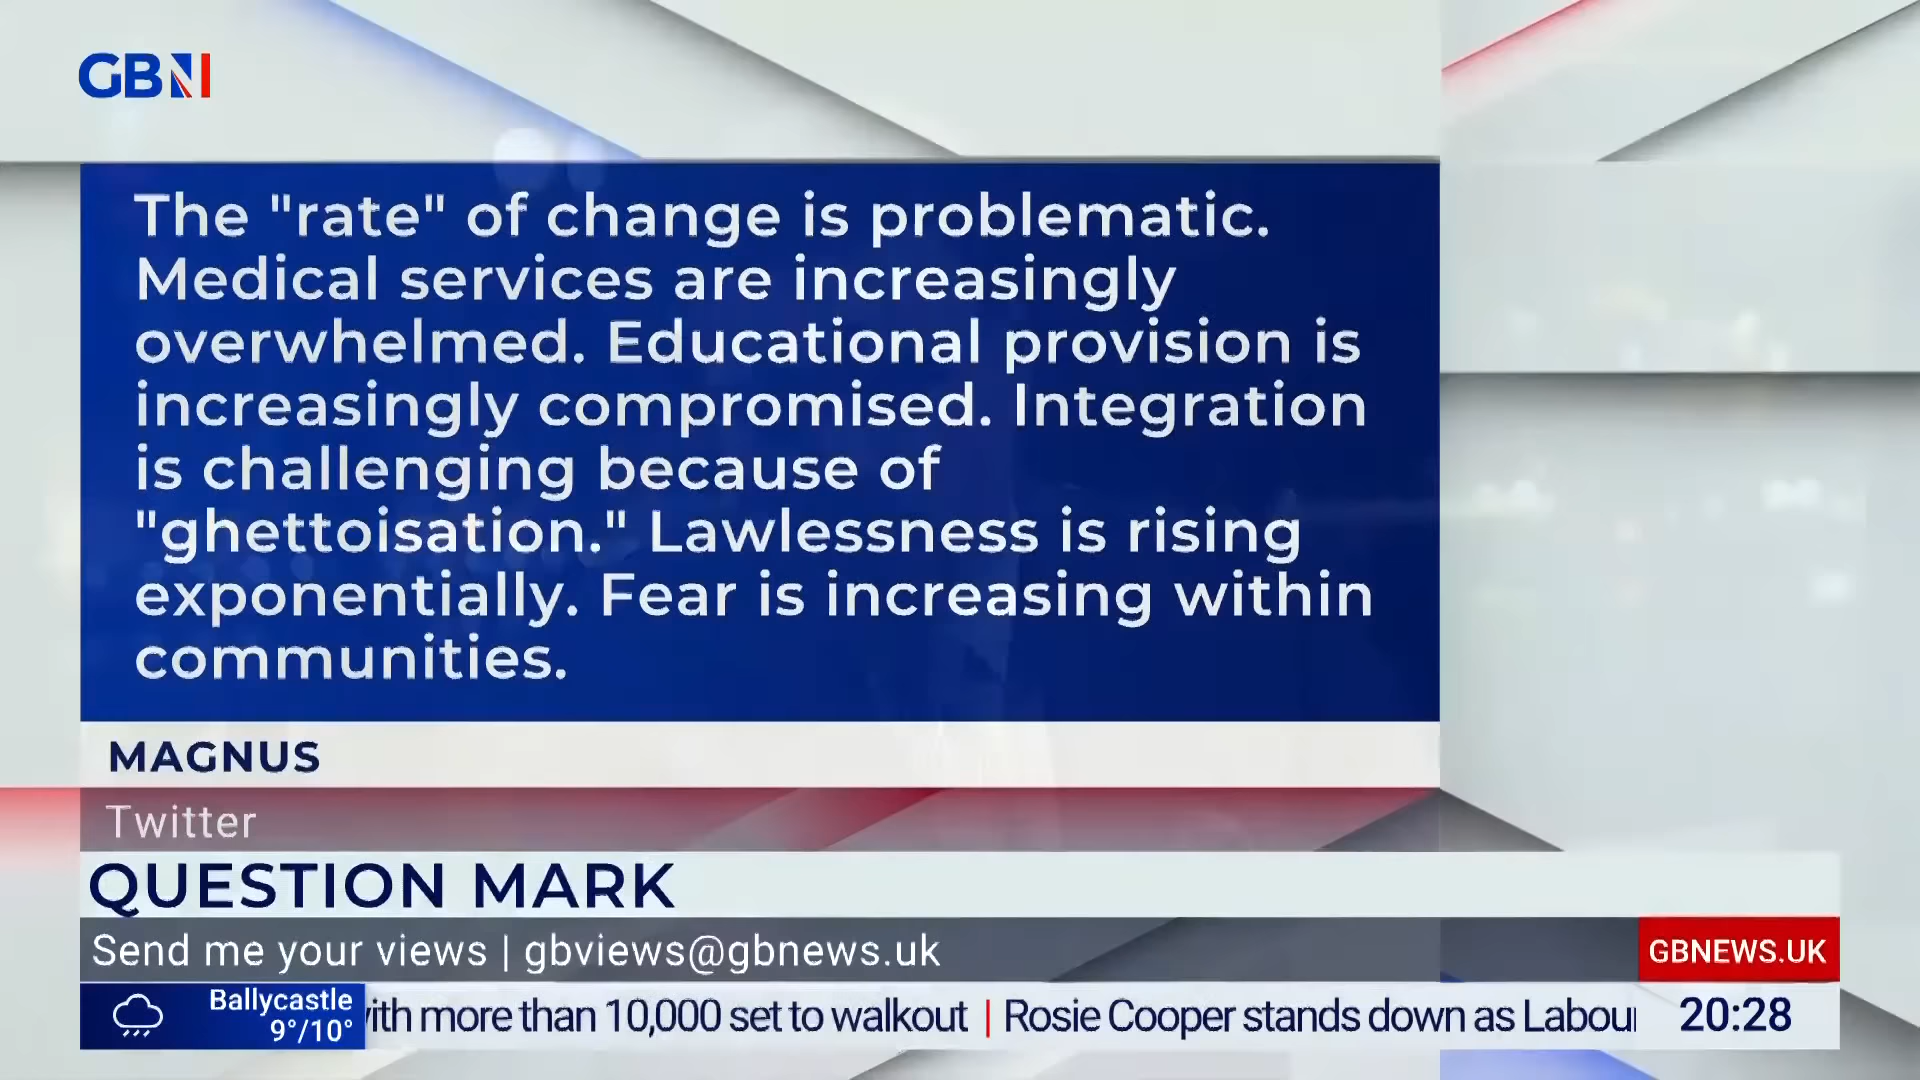 GBN
The "rate" of change is problematic.
Medical services are increasingly
overwhelmed. Educational provision is
increasingly compromised. Integration
is challenging because of
"ghettoisation." Lawlessness is rising
exponentially. Fear is increasing within
communities.
MAGNUS
Twitter
QUESTION MARK
Send me your views | gbviews@gbnews.uk
GBNEWS.UK
Ballycastle
9°/10°
with more than 10,000 set to walkout | Rosie Cooper stands down as Labour
20:28